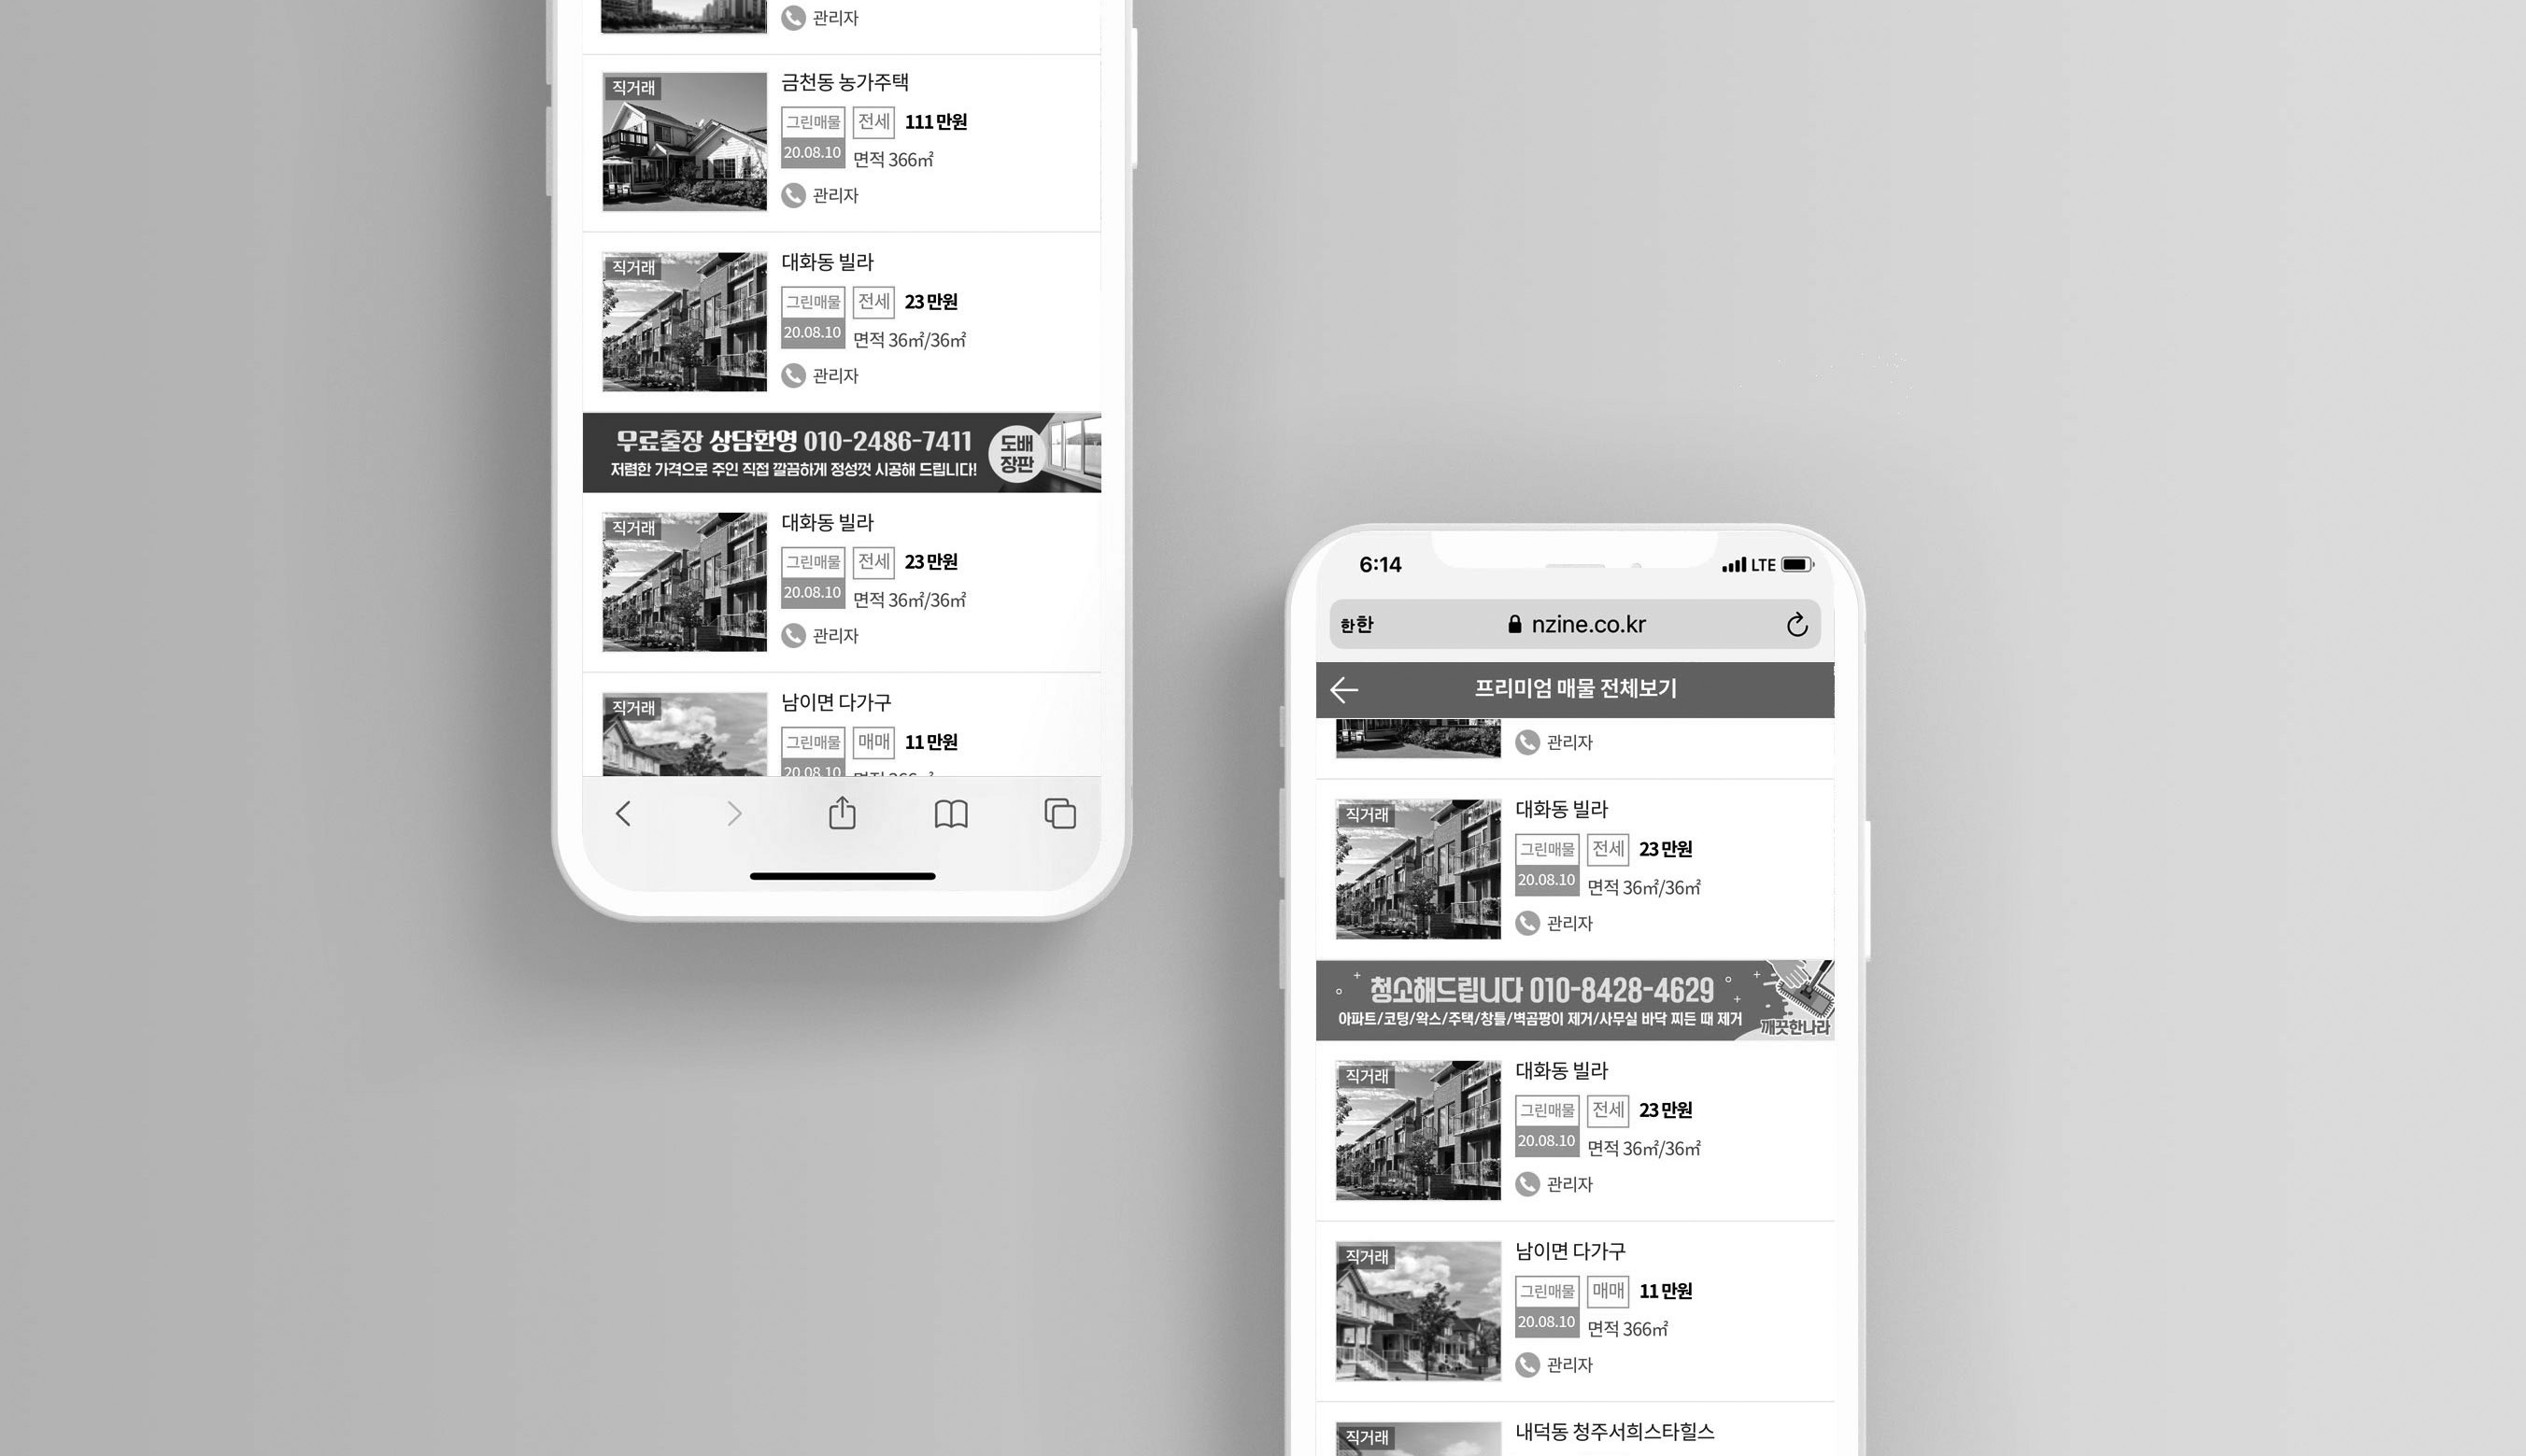 관리자
직거래
금천동 농가주택
그린매물 전세 111 만원
20.08.10 면적 366㎡
관리자
직거래
대화동 빌라
그린매물 전세 23 만원
20.08.10 면적 36㎡/36㎡
관리자
무료출장 상담환영 010-2486-7411
저렴한 가격으로 주인 직접 깔끔하게 정성껏 시공해 드립니다!
도배
장판
직거래
대화동 빌라
그린매물 전세 23 만원
20.08.10 면적 36㎡/36㎡
관리자
직거래
남이면 다가구
그린매물 매매 11 만원
20.08.10 면적 366㎡
6:14 LTE
한한 nzine.co.kr
프리미엄 매물 전체보기
관리자
직거래
대화동 빌라
그린매물 전세 23 만원
20.08.10 면적 36㎡/36㎡
관리자
청소해드립니다 010-8428-4629
아파트/코팅/왁스/주택/창틀/벽곰팡이 제거/사무실 바닥 찌든 때 제거
깨끗한나라
직거래
대화동 빌라
그린매물 전세 23 만원
20.08.10 면적 36㎡/36㎡
관리자
직거래
남이면 다가구
그린매물 매매 11 만원
20.08.10 면적 366㎡
관리자
직거래
내덕동 청주서희스타힐스